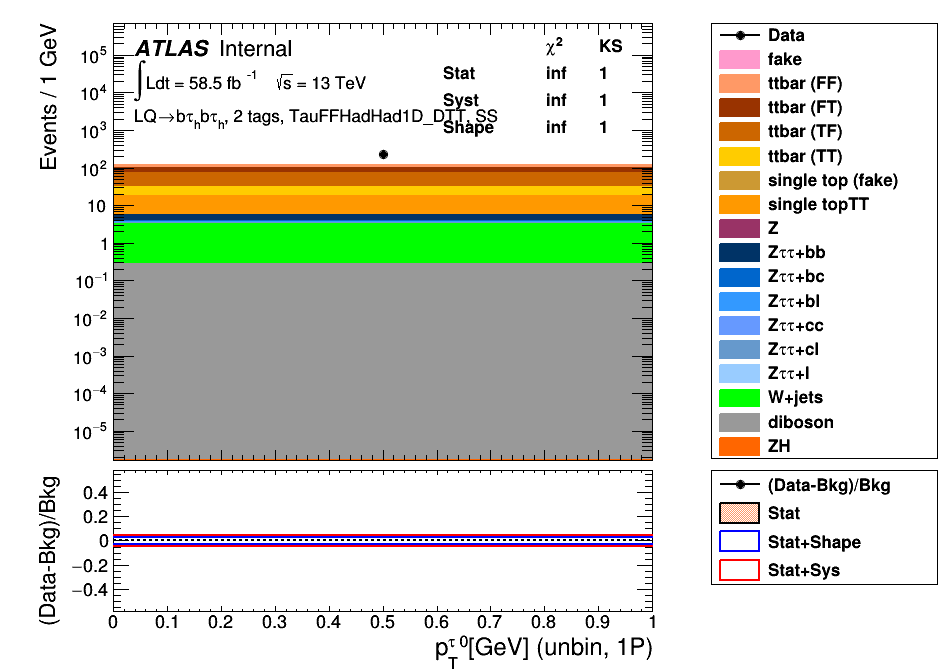 Events / 1 GeV
10⁵
10⁴
10³
10²
10
1
10⁻¹
10⁻²
10⁻³
10⁻⁴
10⁻⁵
ATLAS Internal
∫Ldt = 58.5 fb⁻¹ √s = 13 TeV
LQ→bτₕbτₕ, 2 tags, TauFFHadHad1D_DTT, SS
χ² KS
Stat inf 1
Syst inf 1
Shape inf 1
Data
fake
ttbar (FF)
ttbar (FT)
ttbar (TF)
ttbar (TT)
single top (fake)
single topTT
Z
Zττ+bb
Zττ+bc
Zττ+bl
Zττ+cc
Zττ+cl
Zττ+l
W+jets
diboson
ZH
(Data-Bkg)/Bkg
0.4
0.2
0
−0.2
−0.4
(Data-Bkg)/Bkg
Stat
Stat+Shape
Stat+Sys
0 0.1 0.2 0.3 0.4 0.5 0.6 0.7 0.8 0.9 1
p_T^{τ 0}[GeV] (unbin, 1P)